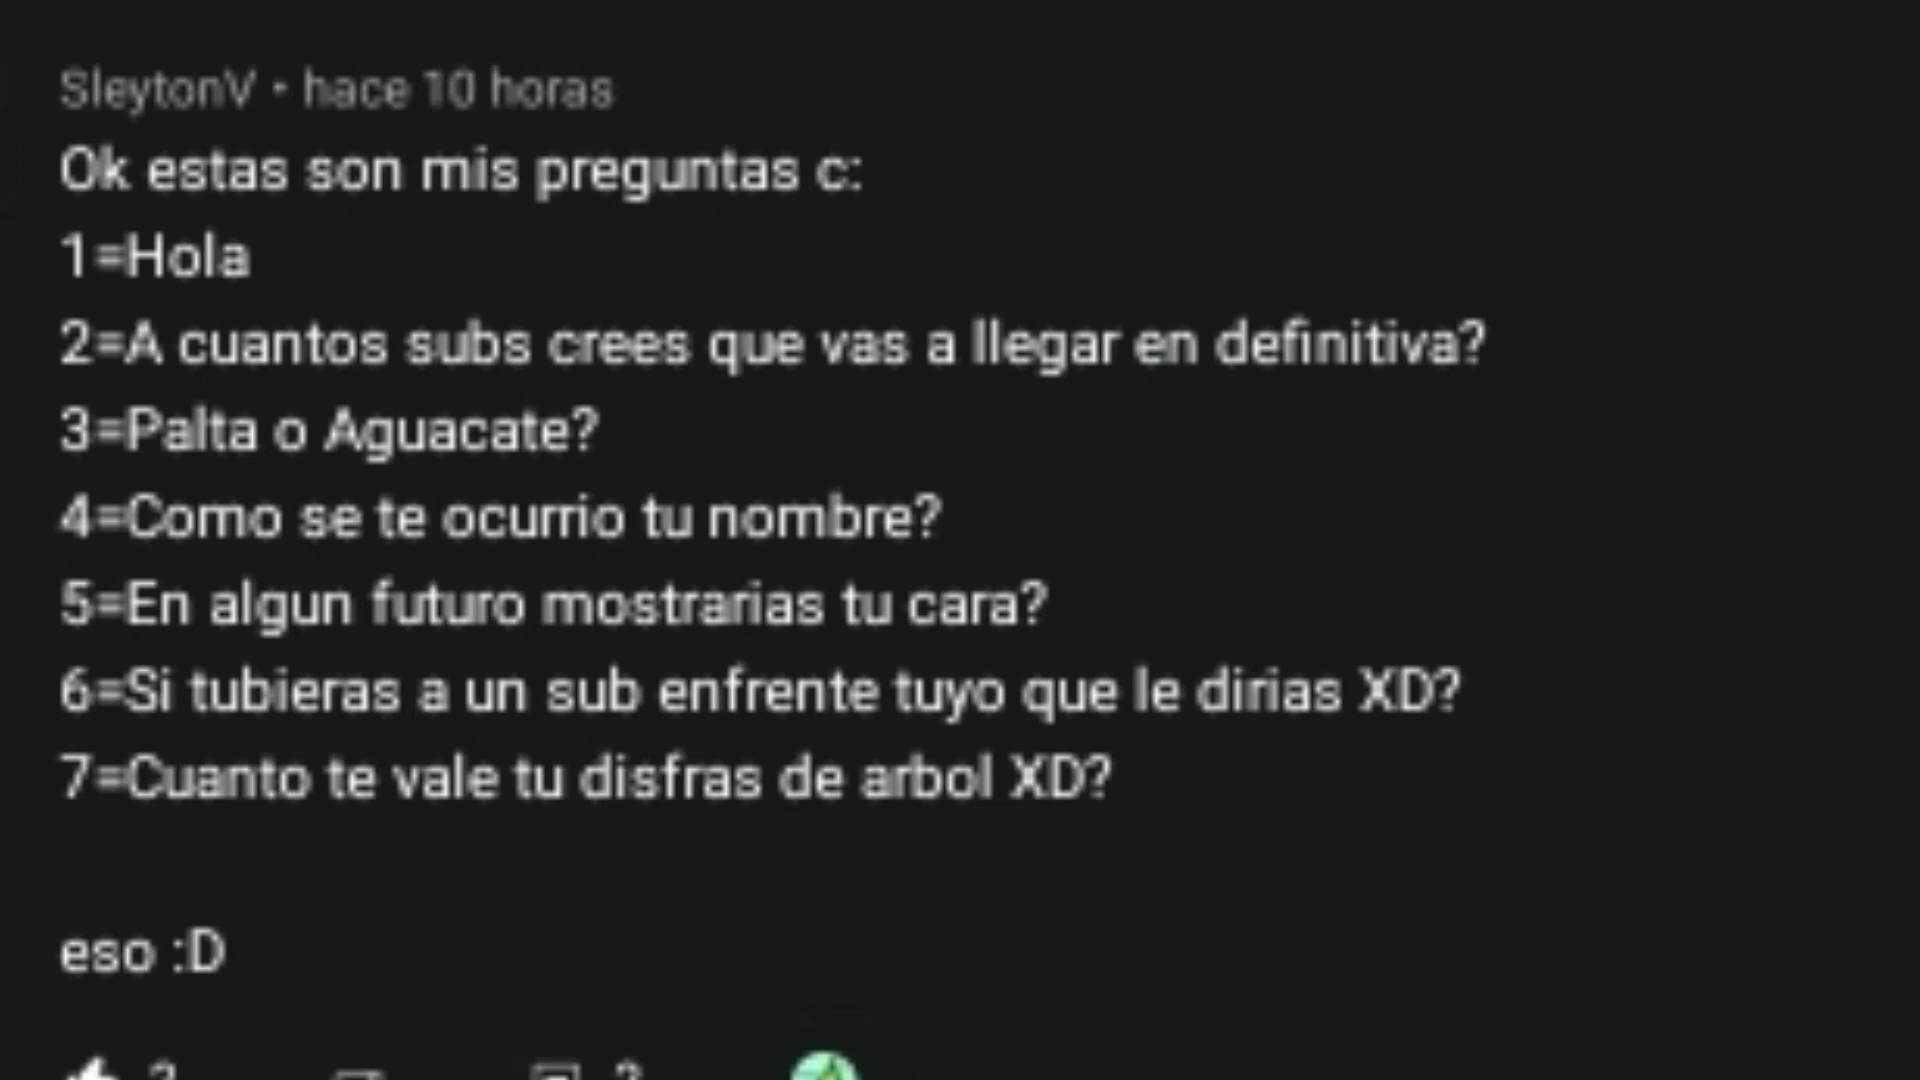 SleytonV • hace 10 horas
Ok estas son mis preguntas c:
1=Hola
2=A cuantos subs crees que vas a llegar en definitiva?
3=Palta o Aguacate?
4=Como se te ocurrio tu nombre?
5=En algun futuro mostrarias tu cara?
6=Si tubieras a un sub enfrente tuyo que le dirias XD?
7=Cuanto te vale tu disfras de arbol XD?
eso :D